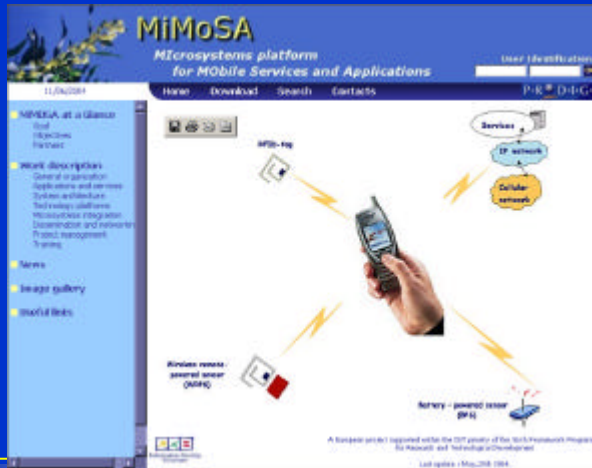 MiMoSA
MIcrosystems platform
for MObile Services and Applications
User Identification
11/06/2004
Home Download Search Contacts
P·R DIG
MIMOSA at a Glance
Goal
Objectives
Partners
Work description
General organization
Applications and services
System architecture
Technology platforms
Microsystems integration
Dissemination and networking
Project management
Training
News
Image gallery
Useful links
RFID-tag
Services
IP network
Cellular
network
Wireless remote-
powered sensor
Battery - powered sensor
A European project supported within the IST priority of the Sixth Framework Programme
for Research and Technological Development
Last update : May,